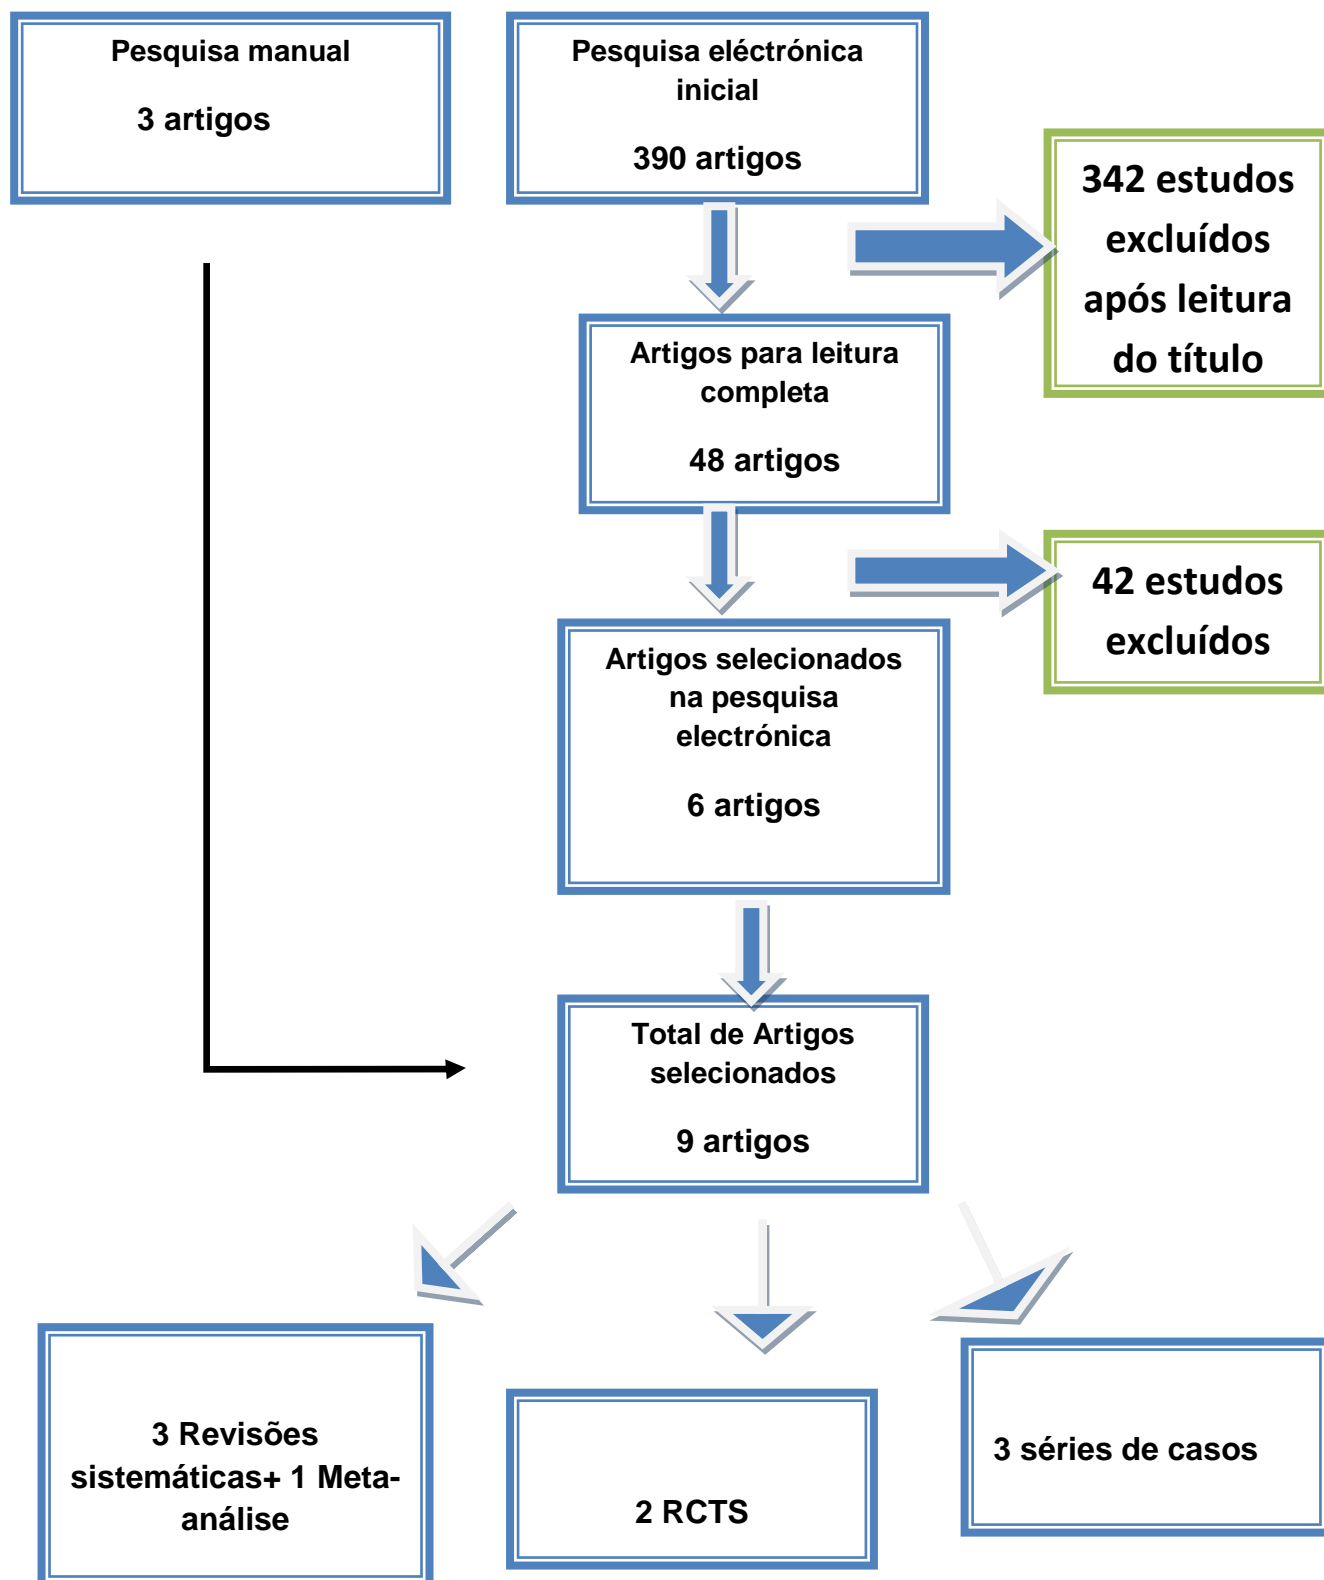 Pesquisa manual
3 artigos
Pesquisa eléctrónica
inicial
390 artigos
342 estudos
excluídos
após leitura
do título
Artigos para leitura
completa
48 artigos
42 estudos
excluídos
Artigos selecionados
na pesquisa
electrónica
6 artigos
Total de Artigos
selecionados
9 artigos
3 Revisões
sistemáticas+ 1 Meta-
análise
2 RCTS
3 séries de casos